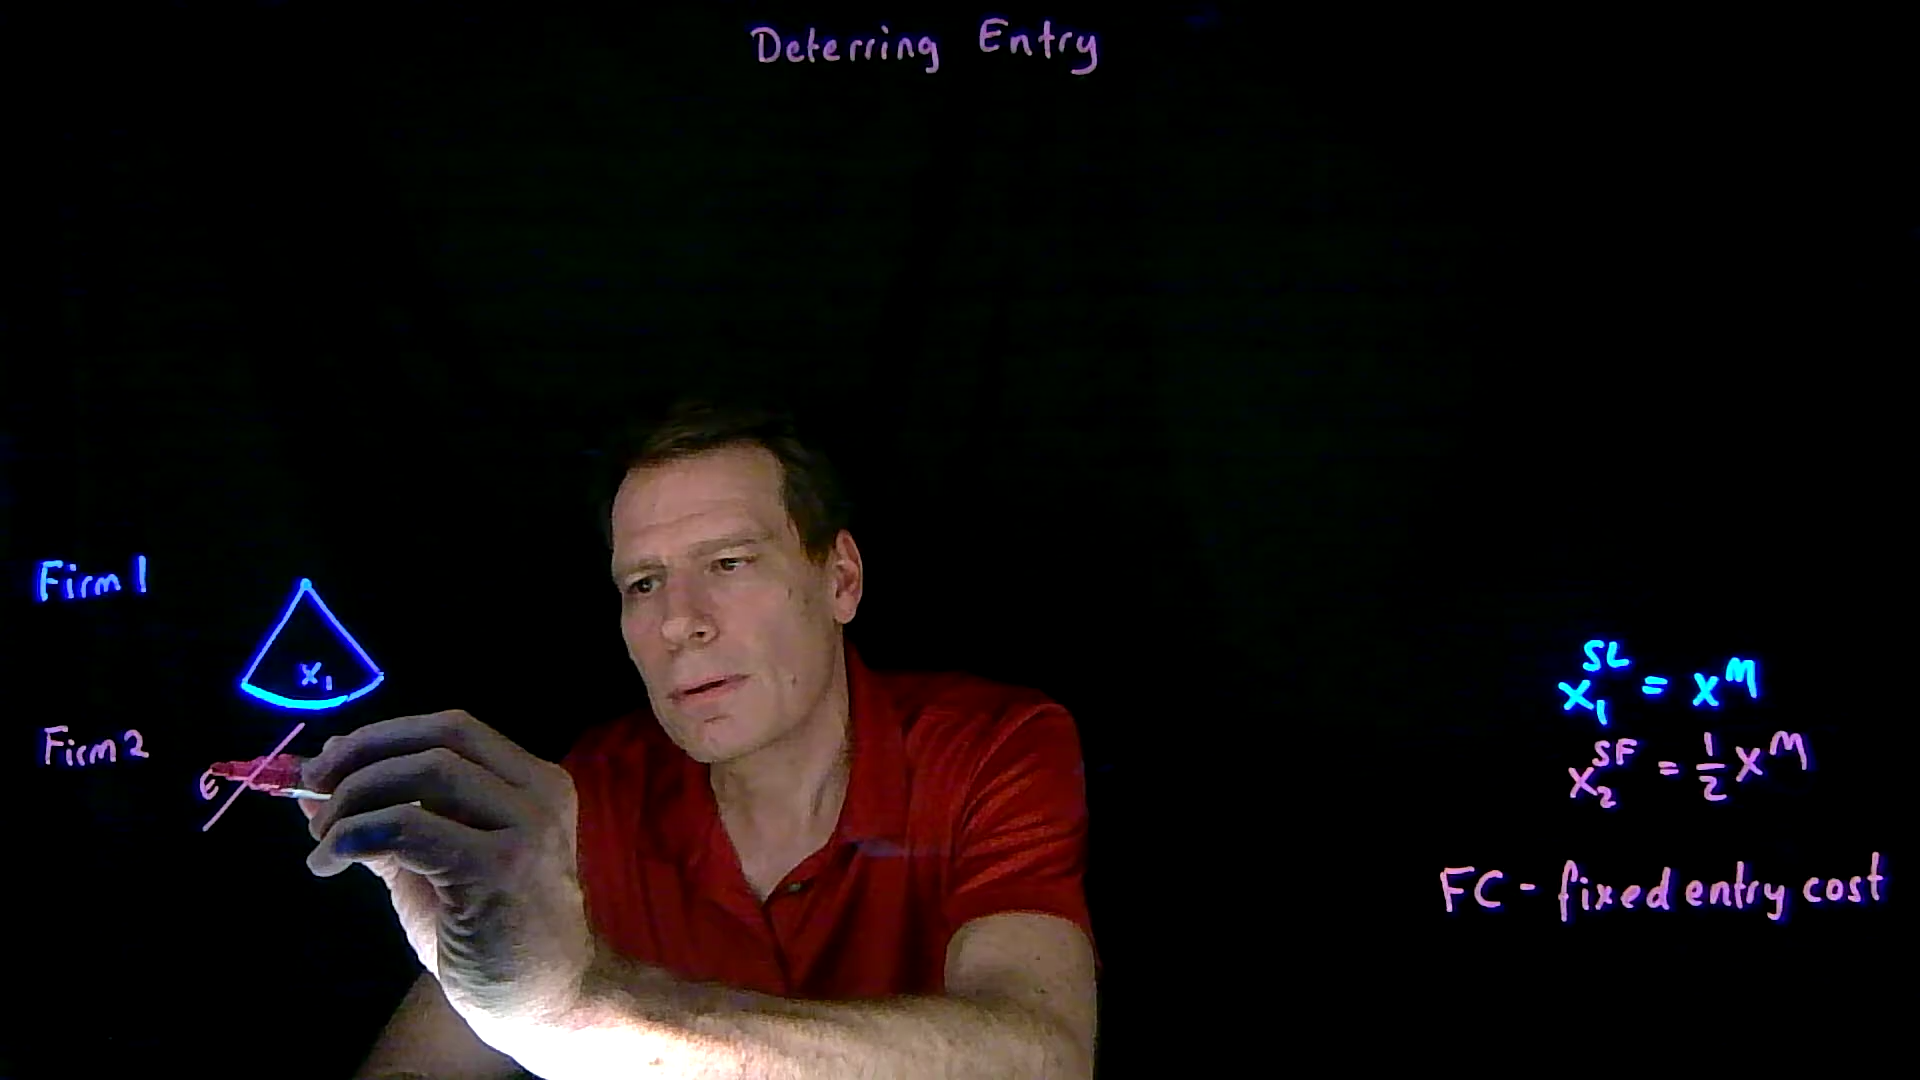 Deterring Entry
Firm 1
x₁
Firm 2
E
x₁^SL = x^M
x₂^SF = 1/2 x^M
FC - fixed entry cost